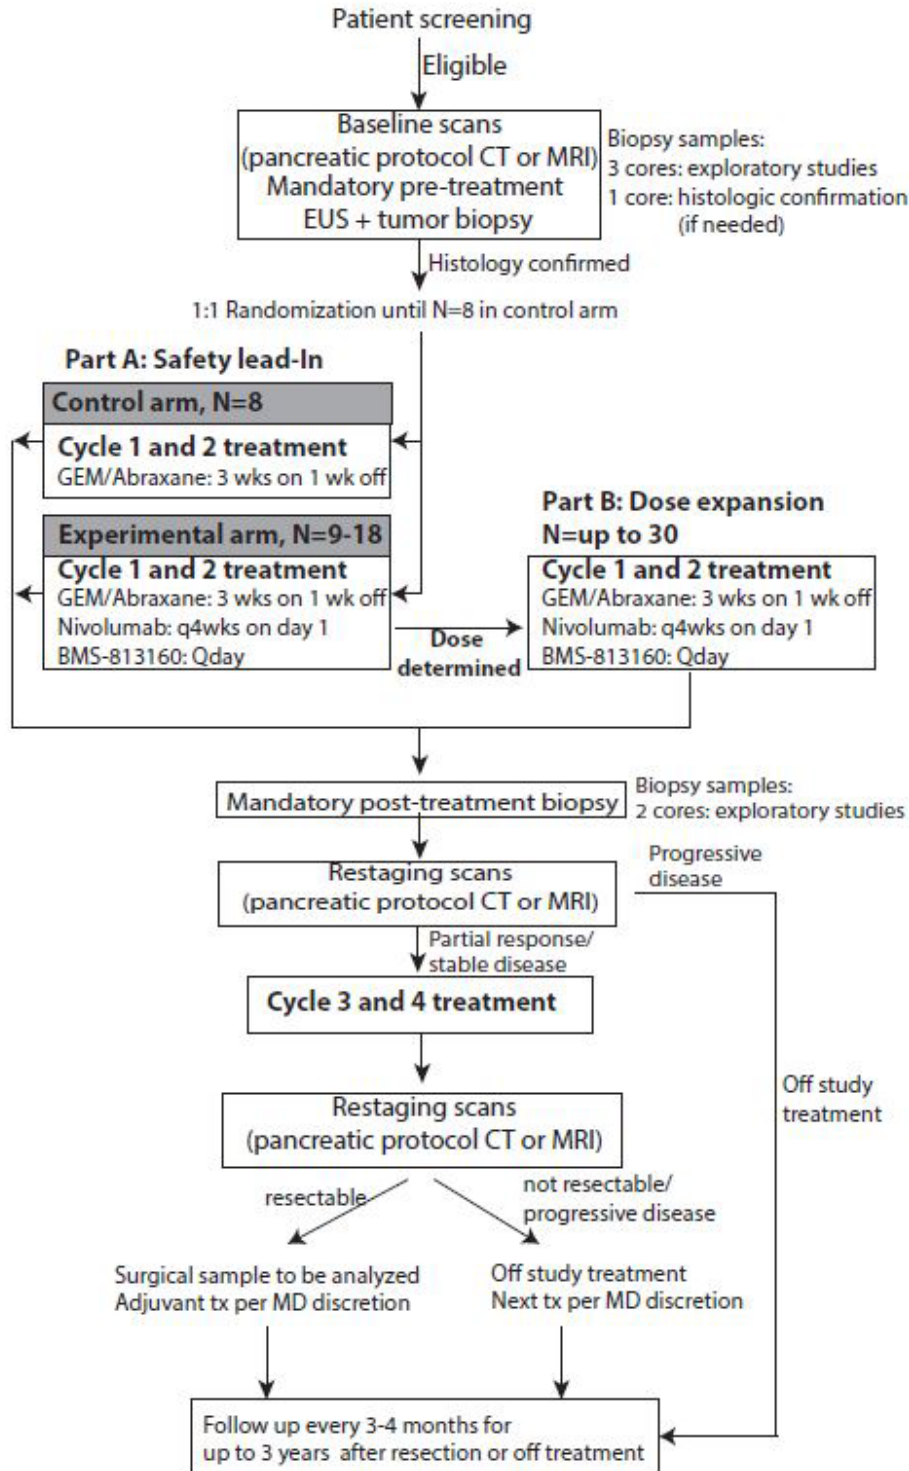 Patient screening
Eligible
Baseline scans
(pancreatic protocol CT or MRI)
Mandatory pre-treatment
EUS + tumor biopsy
Biopsy samples:
3 cores: exploratory studies
1 core: histologic confirmation
(if needed)
Histology confirmed
1:1 Randomization until N=8 in control arm
Part A: Safety lead-In
Control arm, N=8
Cycle 1 and 2 treatment
GEM/Abraxane: 3 wks on 1 wk off
Experimental arm, N=9-18
Cycle 1 and 2 treatment
GEM/Abraxane: 3 wks on 1 wk off
Nivolumab: q4wks on day 1
BMS-813160: Qday
Dose
determined
Part B: Dose expansion
N=up to 30
Cycle 1 and 2 treatment
GEM/Abraxane: 3 wks on 1 wk off
Nivolumab: q4wks on day 1
BMS-813160: Qday
Mandatory post-treatment biopsy
Biopsy samples:
2 cores: exploratory studies
Restaging scans
(pancreatic protocol CT or MRI)
Progressive
disease
Partial response/
stable disease
Cycle 3 and 4 treatment
Off study
treatment
Restaging scans
(pancreatic protocol CT or MRI)
resectable
not resectable/
progressive disease
Surgical sample to be analyzed
Adjuvant tx per MD discretion
Off study treatment
Next tx per MD discretion
Follow up every 3-4 months for
up to 3 years after resection or off treatment